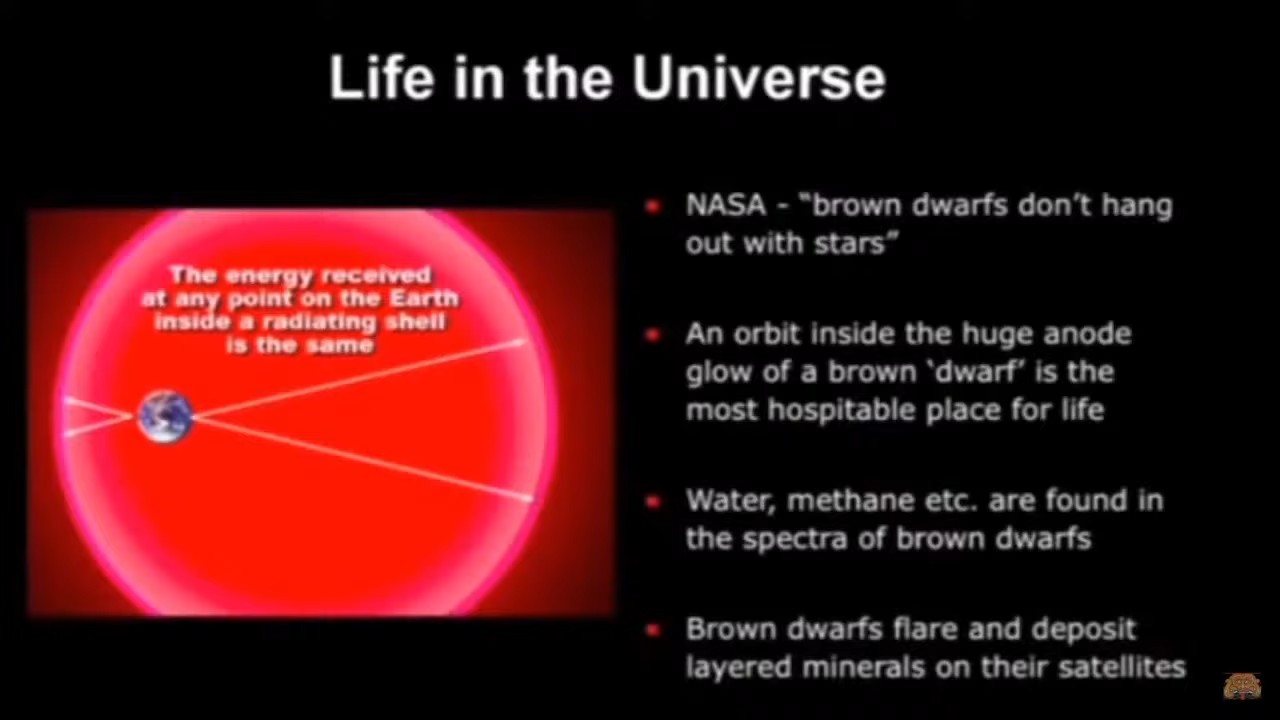 Life in the Universe
The energy received
at any point on the Earth
inside a radiating shell
is the same
NASA - “brown dwarfs don’t hang
out with stars”
An orbit inside the huge anode
glow of a brown ‘dwarf’ is the
most hospitable place for life
Water, methane etc. are found in
the spectra of brown dwarfs
Brown dwarfs flare and deposit
layered minerals on their satellites